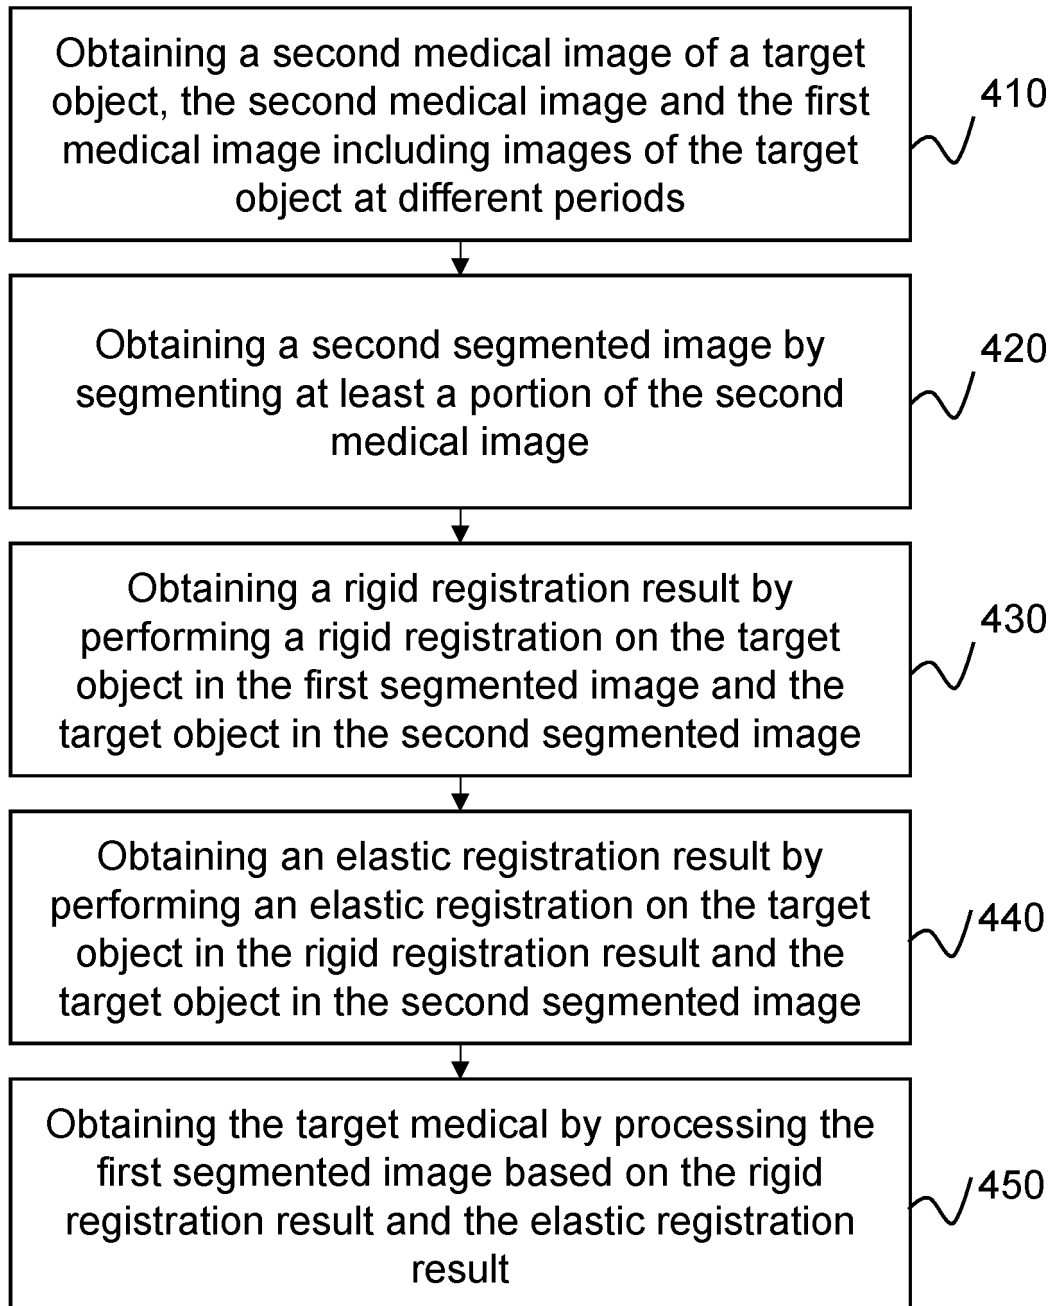 Obtaining a second medical image of a target
object, the second medical image and the first
medical image including images of the target
object at different periods
410
Obtaining a second segmented image by
segmenting at least a portion of the second
medical image
420
Obtaining a rigid registration result by
performing a rigid registration on the target
object in the first segmented image and the
target object in the second segmented image
430
Obtaining an elastic registration result by
performing an elastic registration on the target
object in the rigid registration result and the
target object in the second segmented image
440
Obtaining the target medical by processing the
first segmented image based on the rigid
registration result and the elastic registration
result
450